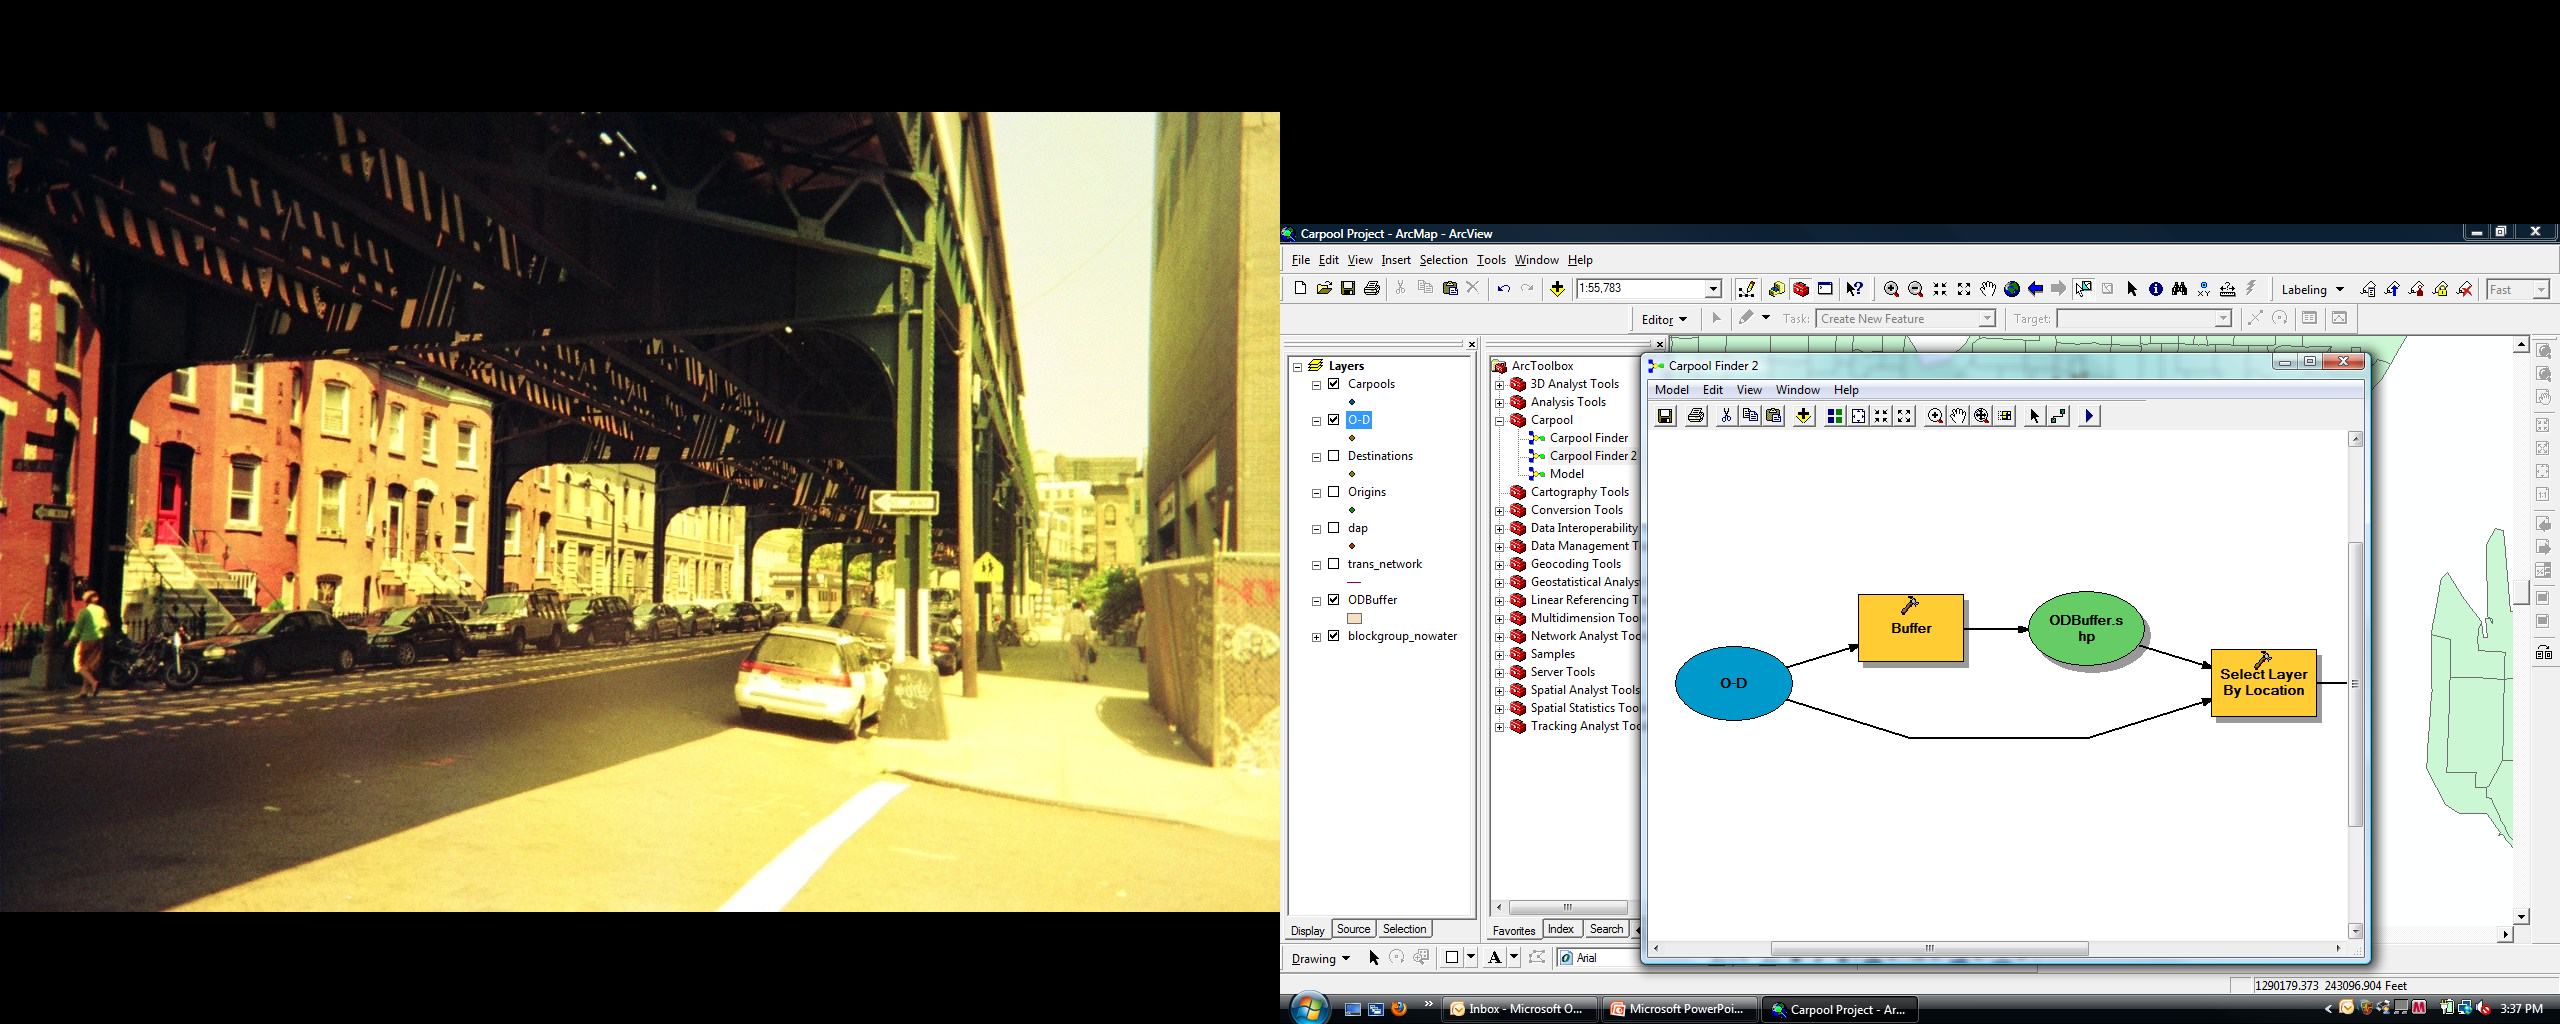 Carpool Project - ArcMap - ArcView
File Edit View Insert Selection Tools Window Help
1:55,783
Labeling
Fast
Editor
Task: Create New Feature
Target:
Layers
Carpools
O-D
Destinations
Origins
dap
trans_network
ODBuffer
blockgroup_nowater
Display Source Selection
ArcToolbox
3D Analyst Tools
Analysis Tools
Carpool
Carpool Finder
Carpool Finder 2
Model
Cartography Tools
Conversion Tools
Data Interoperability
Data Management T
Geocoding Tools
Geostatistical Analys
Linear Referencing T
Multidimension Too
Network Analyst Too
Samples
Server Tools
Spatial Analyst Tools
Spatial Statistics Too
Tracking Analyst Too
Favorites Index Search
Carpool Finder 2
Model Edit View Window Help
O-D
Buffer
ODBuffer.s
hp
Select Layer
By Location
Drawing
A
Arial
1290179.373 243096.904 Feet
Inbox - Microsoft O...
Microsoft PowerPoi...
Carpool Project - Ar...
3:37 PM